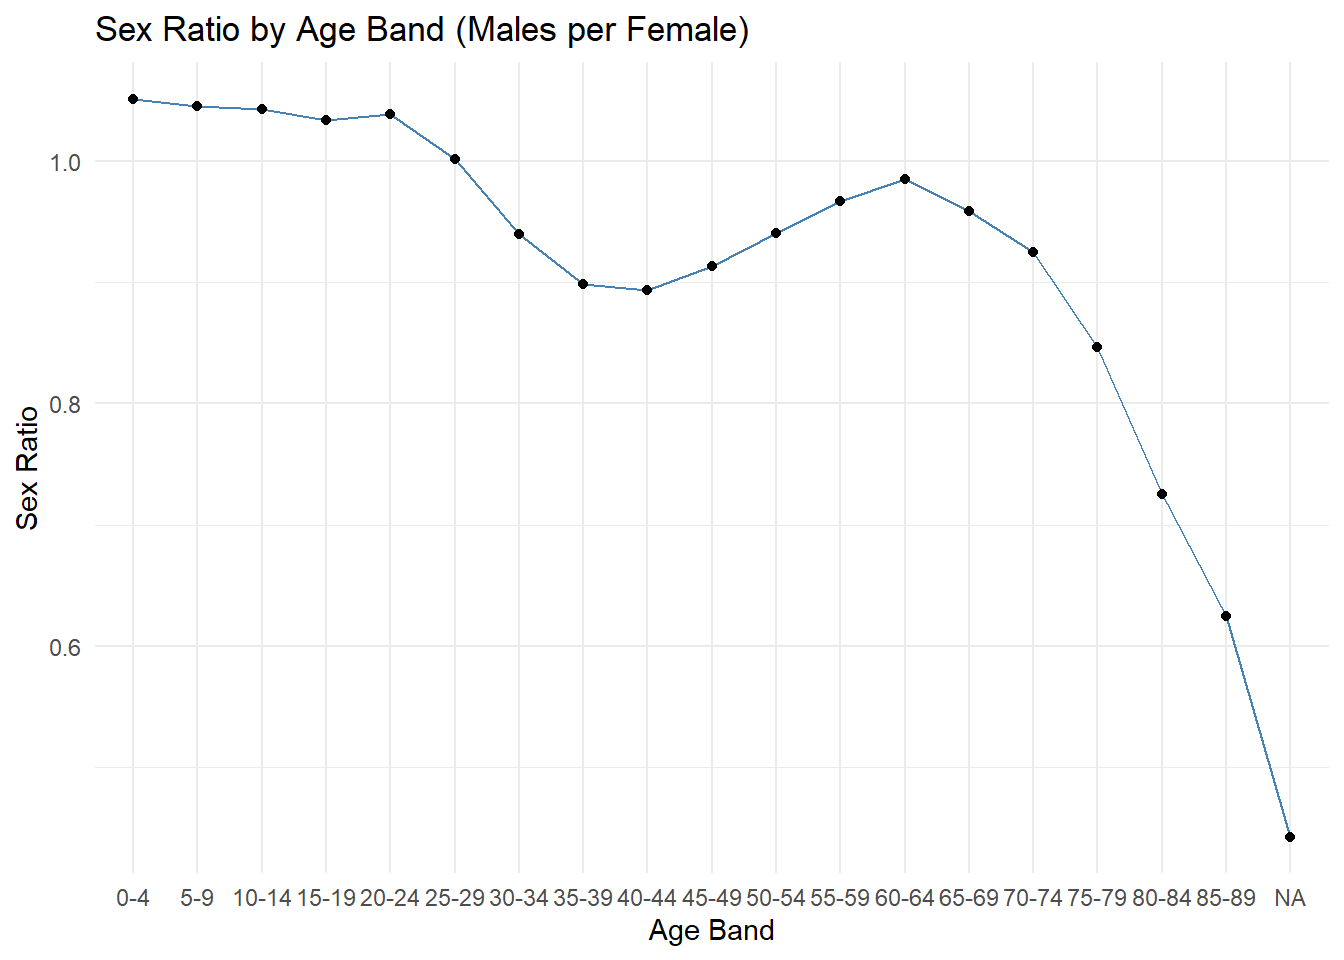 Sex Ratio by Age Band (Males per Female)
1.0
0.8
0.6
Sex Ratio
0-4 5-9 10-14 15-19 20-24 25-29 30-34 35-39 40-44 45-49 50-54 55-59 60-64 65-69 70-74 75-79 80-84 85-89 NA
Age Band